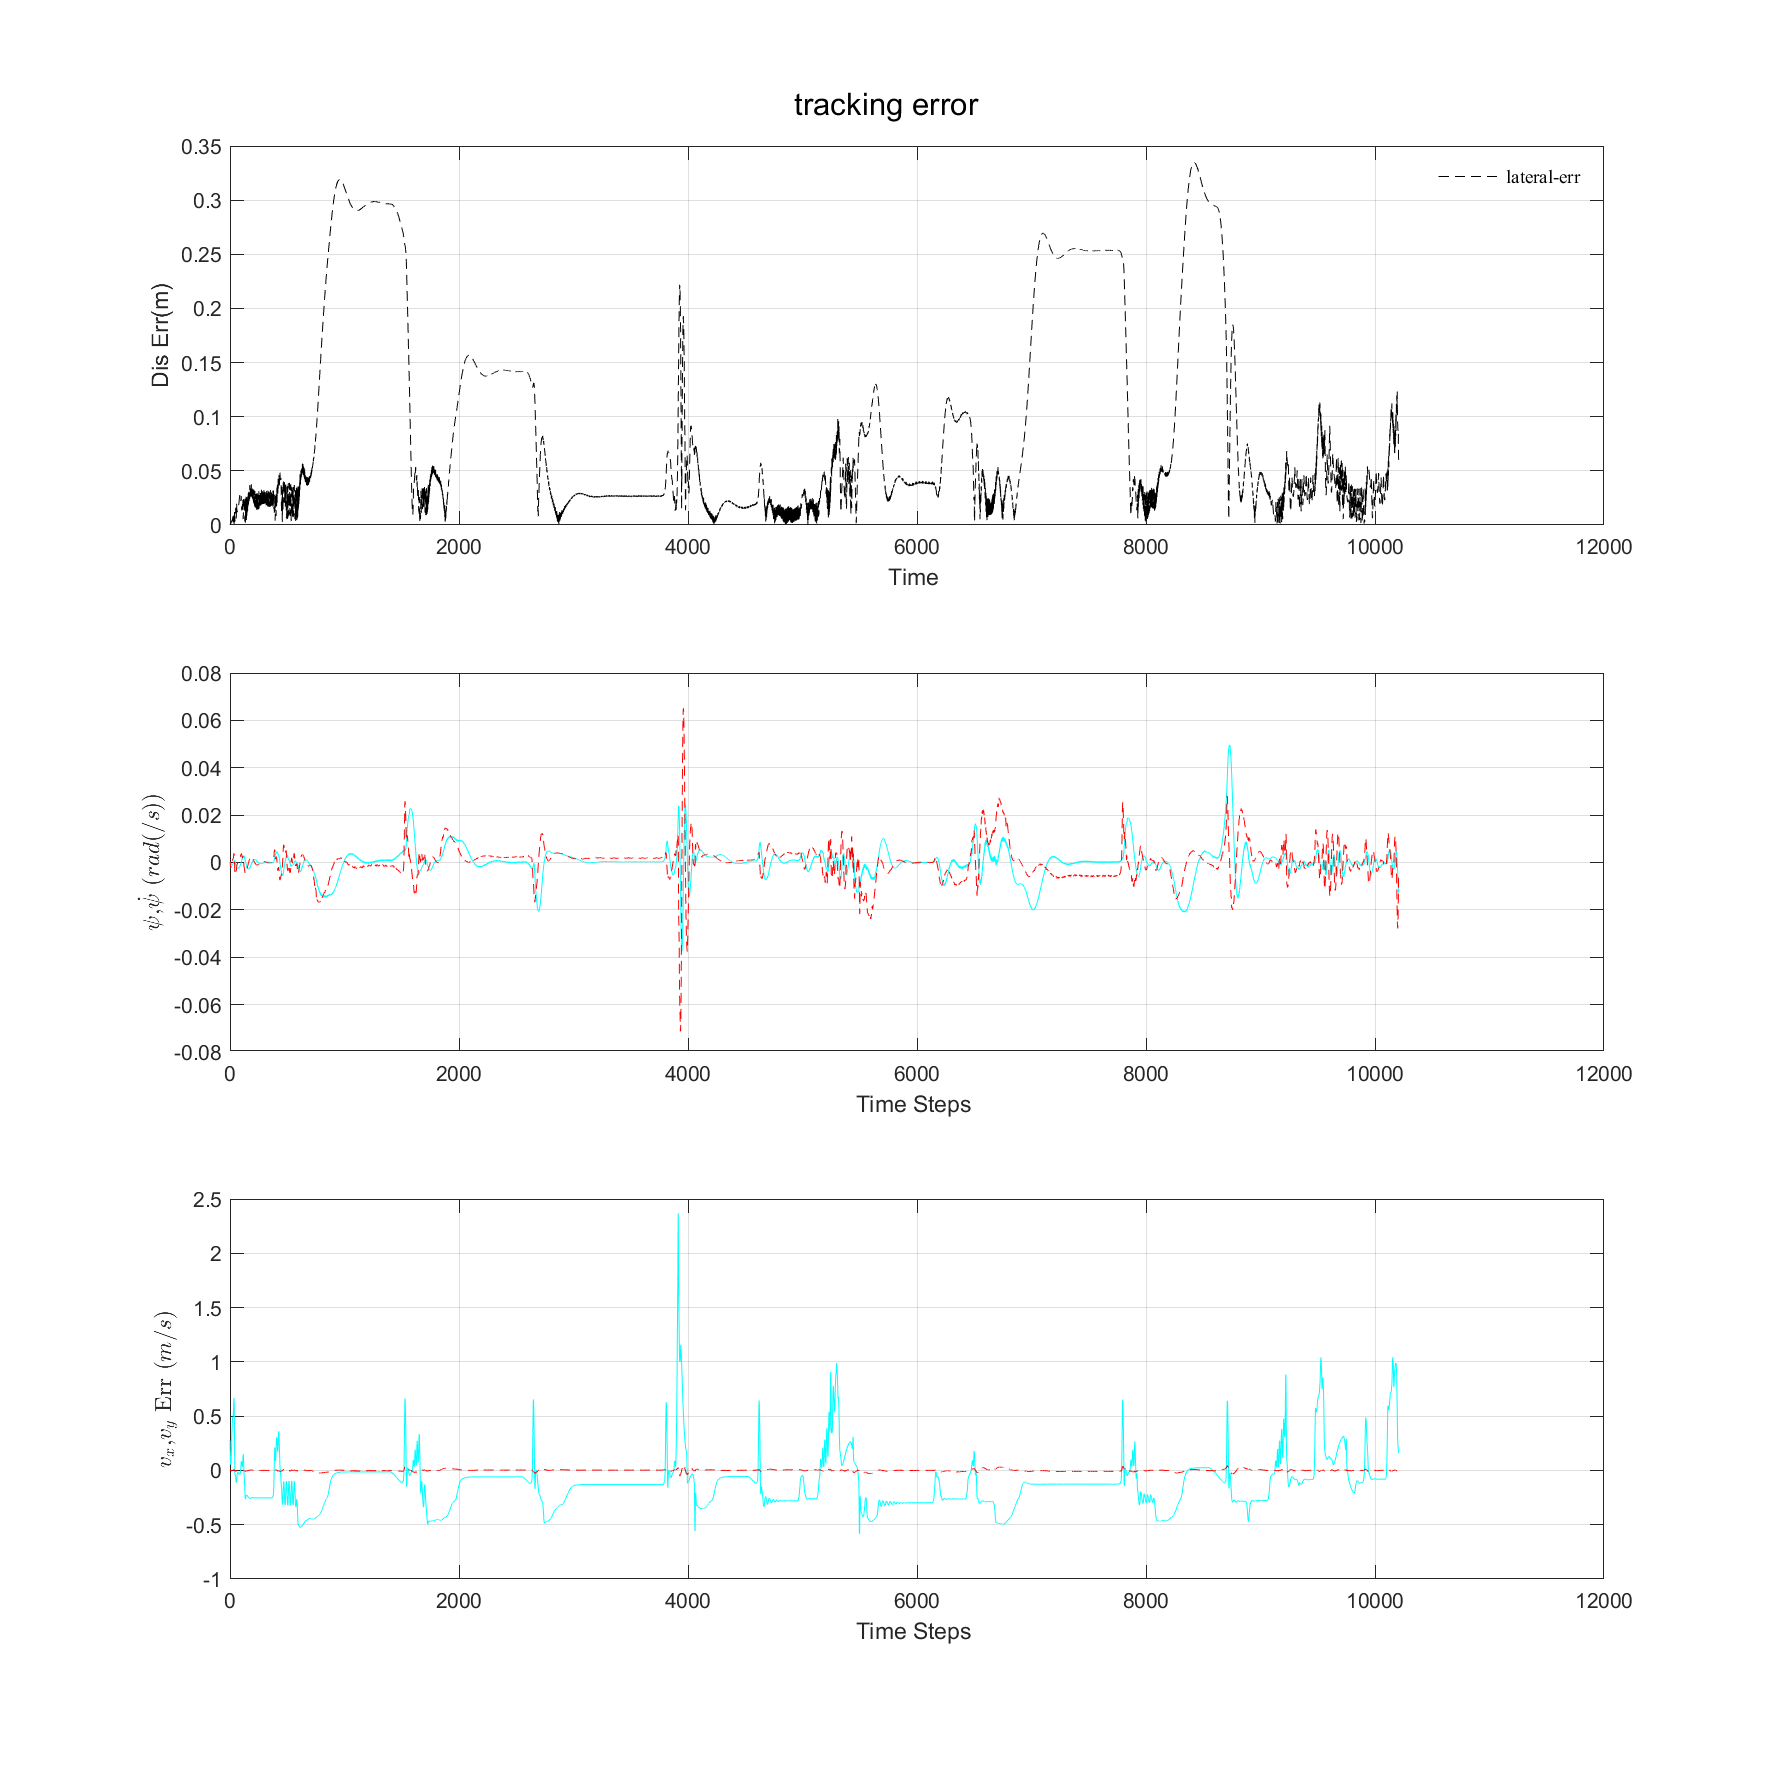 tracking error
0.35
0.3
0.25
0.2
0.15
0.1
0.05
0
Dis Err(m)
lateral-err
0 2000 4000 6000 8000 10000 12000
Time
0.08
0.06
0.04
0.02
0
-0.02
-0.04
-0.06
-0.08
ψ,ψ̇ (rad(/s))
0 2000 4000 6000 8000 10000 12000
Time Steps
2.5
2
1.5
1
0.5
0
-0.5
-1
vₓ,v_y Err (m/s)
0 2000 4000 6000 8000 10000 12000
Time Steps